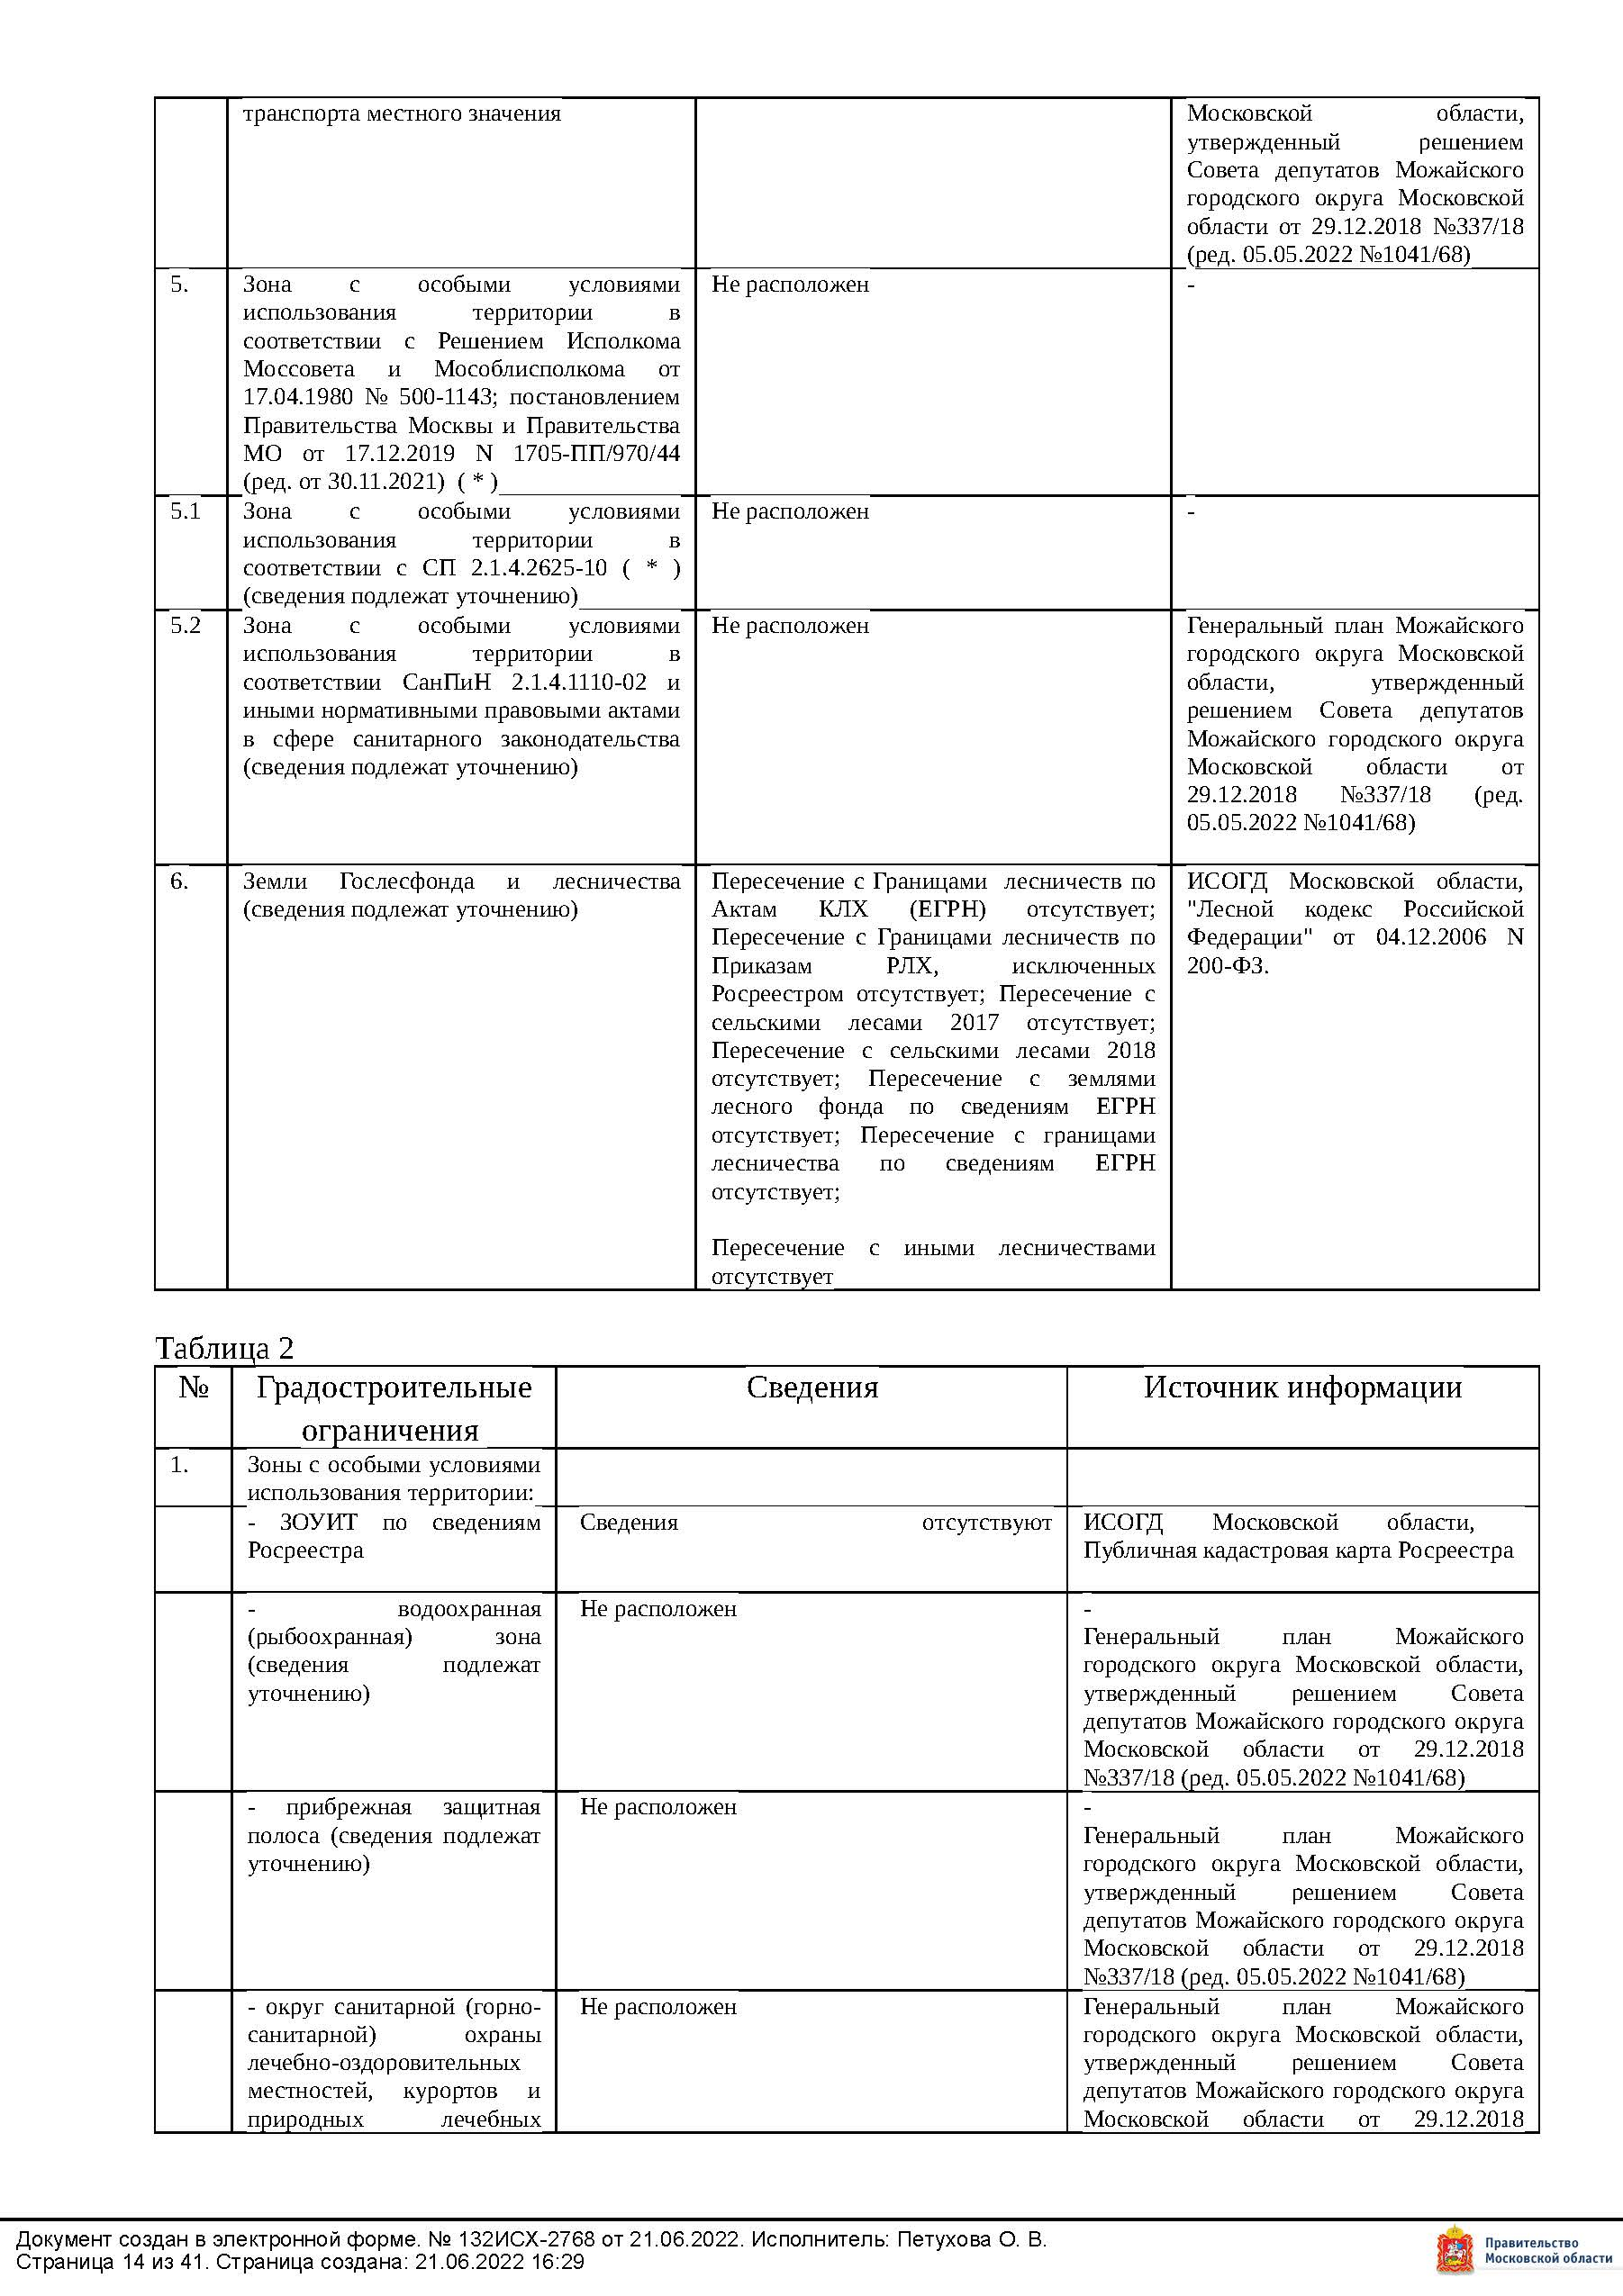 транспорта местного значения
Московской области,
утвержденный решением
Совета депутатов Можайского
городского округа Московской
области от 29.12.2018 №337/18
(ред. 05.05.2022 №1041/68)
5.
Зона с особыми условиями
использования территории в
соответствии с Решением Исполкома
Моссовета и Мособлисполкома от
17.04.1980 № 500-1143; постановлением
Правительства Москвы и Правительства
МО от 17.12.2019 N 1705-ПП/970/44
(ред. от 30.11.2021) ( * )
Не расположен
-
5.1
Зона с особыми условиями
использования территории в
соответствии с СП 2.1.4.2625-10 ( * )
(сведения подлежат уточнению)
Не расположен
-
5.2
Зона с особыми условиями
использования территории в
соответствии СанПиН 2.1.4.1110-02 и
иными нормативными правовыми актами
в сфере санитарного законодательства
(сведения подлежат уточнению)
Не расположен
Генеральный план Можайского
городского округа Московской
области, утвержденный
решением Совета депутатов
Можайского городского округа
Московской области от
29.12.2018 №337/18 (ред.
05.05.2022 №1041/68)
6.
Земли Гослесфонда и лесничества
(сведения подлежат уточнению)
Пересечение с Границами лесничеств по
Актам КЛХ (ЕГРН) отсутствует;
Пересечение с Границами лесничеств по
Приказам РЛХ, исключенных
Росреестром отсутствует; Пересечение с
сельскими лесами 2017 отсутствует;
Пересечение с сельскими лесами 2018
отсутствует; Пересечение с землями
лесного фонда по сведениям ЕГРН
отсутствует; Пересечение с границами
лесничества по сведениям ЕГРН
отсутствует;
Пересечение с иными лесничествами
отсутствует
ИСОГД Московской области,
"Лесной кодекс Российской
Федерации" от 04.12.2006 N
200-ФЗ.
Таблица 2
№
Градостроительные
ограничения
Сведения
Источник информации
1.
Зоны с особыми условиями
использования территории:
- ЗОУИТ по сведениям
Росреестра
Сведения отсутствуют
ИСОГД Московской области,
Публичная кадастровая карта Росреестра
- водоохранная
(рыбоохранная) зона
(сведения подлежат
уточнению)
Не расположен
-
Генеральный план Можайского
городского округа Московской области,
утвержденный решением Совета
депутатов Можайского городского округа
Московской области от 29.12.2018
№337/18 (ред. 05.05.2022 №1041/68)
- прибрежная защитная
полоса (сведения подлежат
уточнению)
Не расположен
-
Генеральный план Можайского
городского округа Московской области,
утвержденный решением Совета
депутатов Можайского городского округа
Московской области от 29.12.2018
№337/18 (ред. 05.05.2022 №1041/68)
- округ санитарной (горно-
санитарной) охраны
лечебно-оздоровительных
местностей, курортов и
природных лечебных
Не расположен
Генеральный план Можайского
городского округа Московской области,
утвержденный решением Совета
депутатов Можайского городского округа
Московской области от 29.12.2018
Документ создан в электронной форме. № 132ИСХ-2768 от 21.06.2022. Исполнитель: Петухова О. В.
Страница 14 из 41. Страница создана: 21.06.2022 16:29
Правительство
Московской области